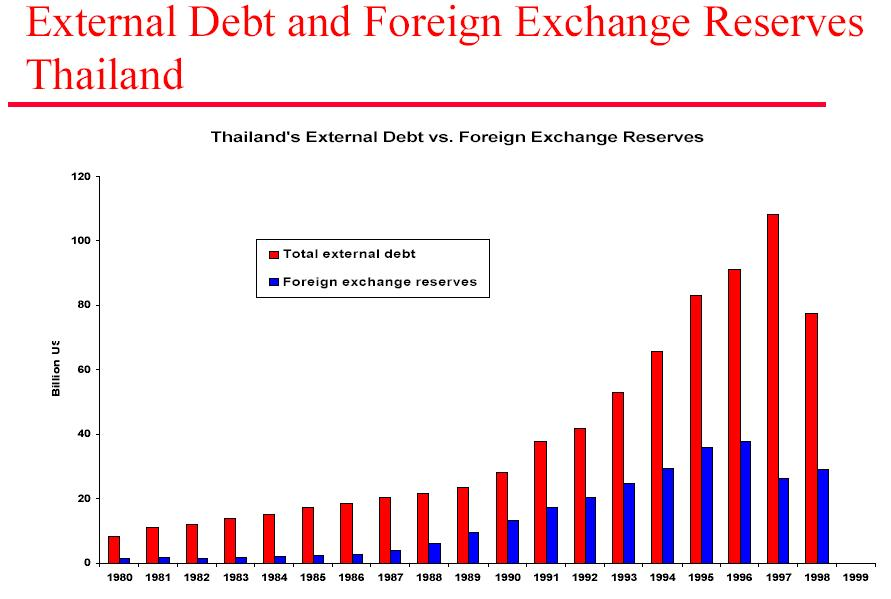 External Debt and Foreign Exchange Reserves
Thailand
Thailand's External Debt vs. Foreign Exchange Reserves
120
100
80
60
40
20
0
Billion US
Total external debt
Foreign exchange reserves
1980 1981 1982 1983 1984 1985 1986 1987 1988 1989 1990 1991 1992 1993 1994 1995 1996 1997 1998 1999